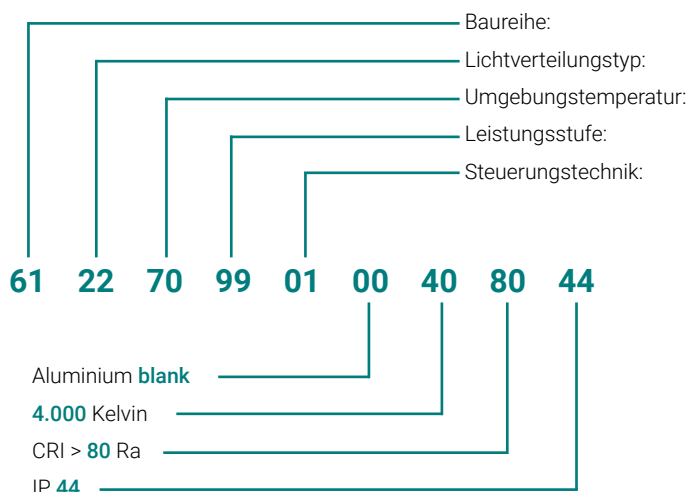 Baureihe:
Lichtverteilungstyp:
Umgebungstemperatur:
Leistungsstufe:
Steuerungstechnik:
61 22 70 99 01 00 40 80 44
Aluminium blank
4.000 Kelvin
CRI > 80 Ra
IP 44